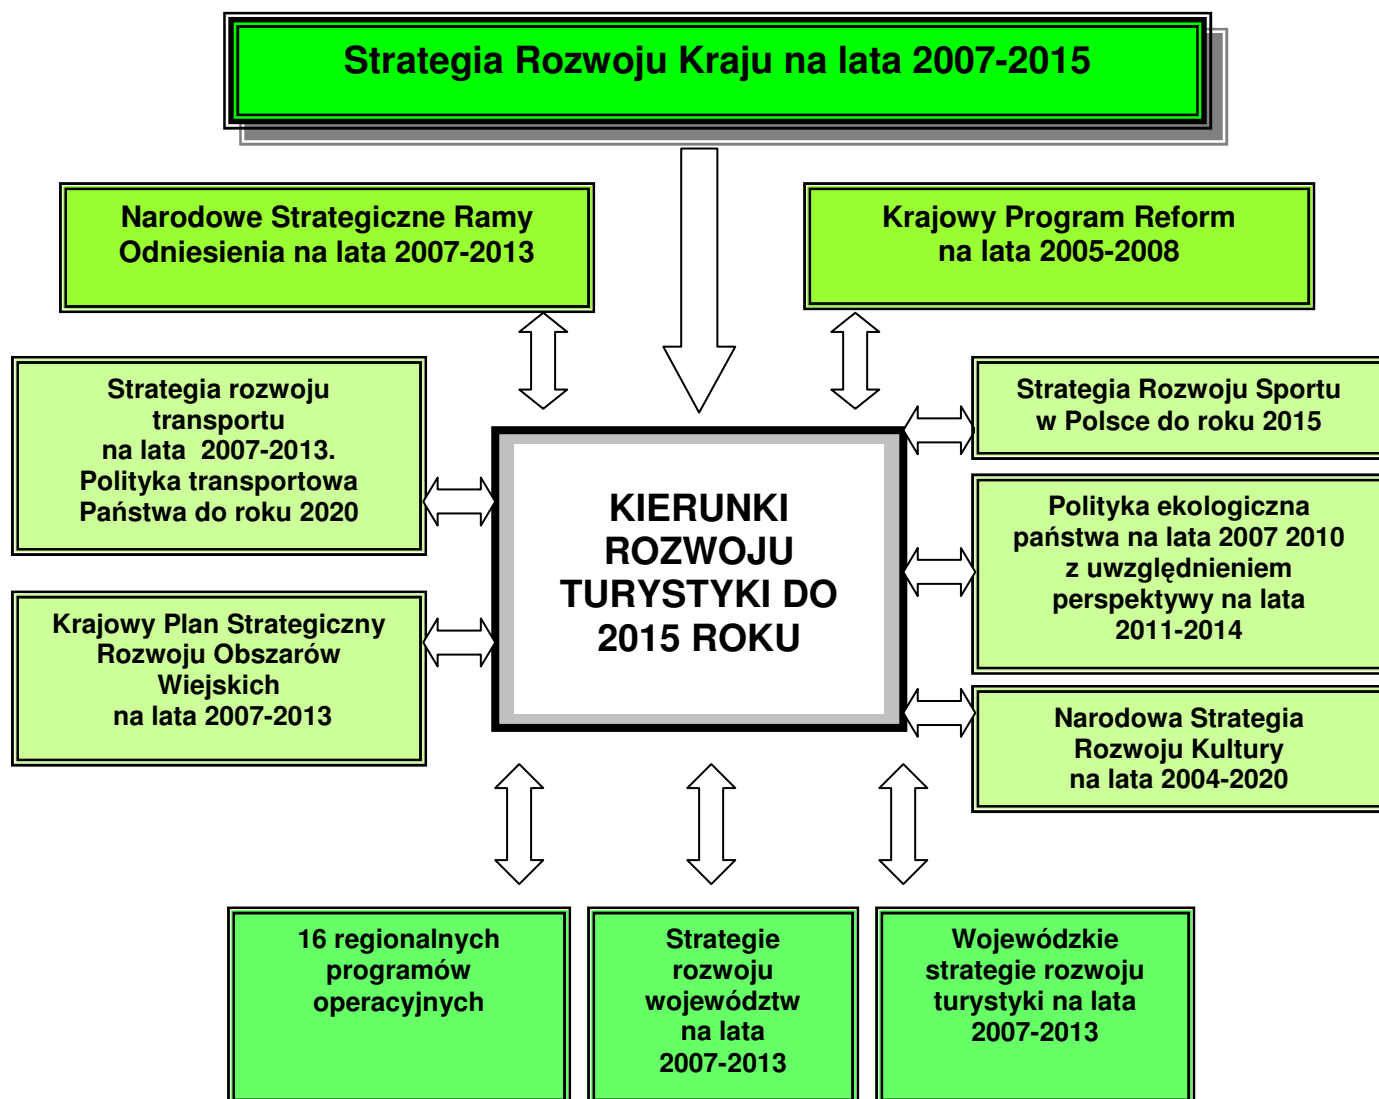 Strategia Rozwoju Kraju na lata 2007-2015
Narodowe Strategiczne Ramy
Odniesienia na lata 2007-2013
Krajowy Program Reform
na lata 2005-2008
Strategia rozwoju
transportu
na lata 2007-2013.
Polityka transportowa
Państwa do roku 2020
Krajowy Plan Strategiczny
Rozwoju Obszarów
Wiejskich
na lata 2007-2013
KIERUNKI
ROZWOJU
TURYSTYKI DO
2015 ROKU
Strategia Rozwoju Sportu
w Polsce do roku 2015
Polityka ekologiczna
państwa na lata 2007 2010
z uwzględnieniem
perspektywy na lata
2011-2014
Narodowa Strategia
Rozwoju Kultury
na lata 2004-2020
16 regionalnych
programów
operacyjnych
Strategie
rozwoju
województw
na lata
2007-2013
Wojewódzkie
strategie rozwoju
turystyki na lata
2007-2013